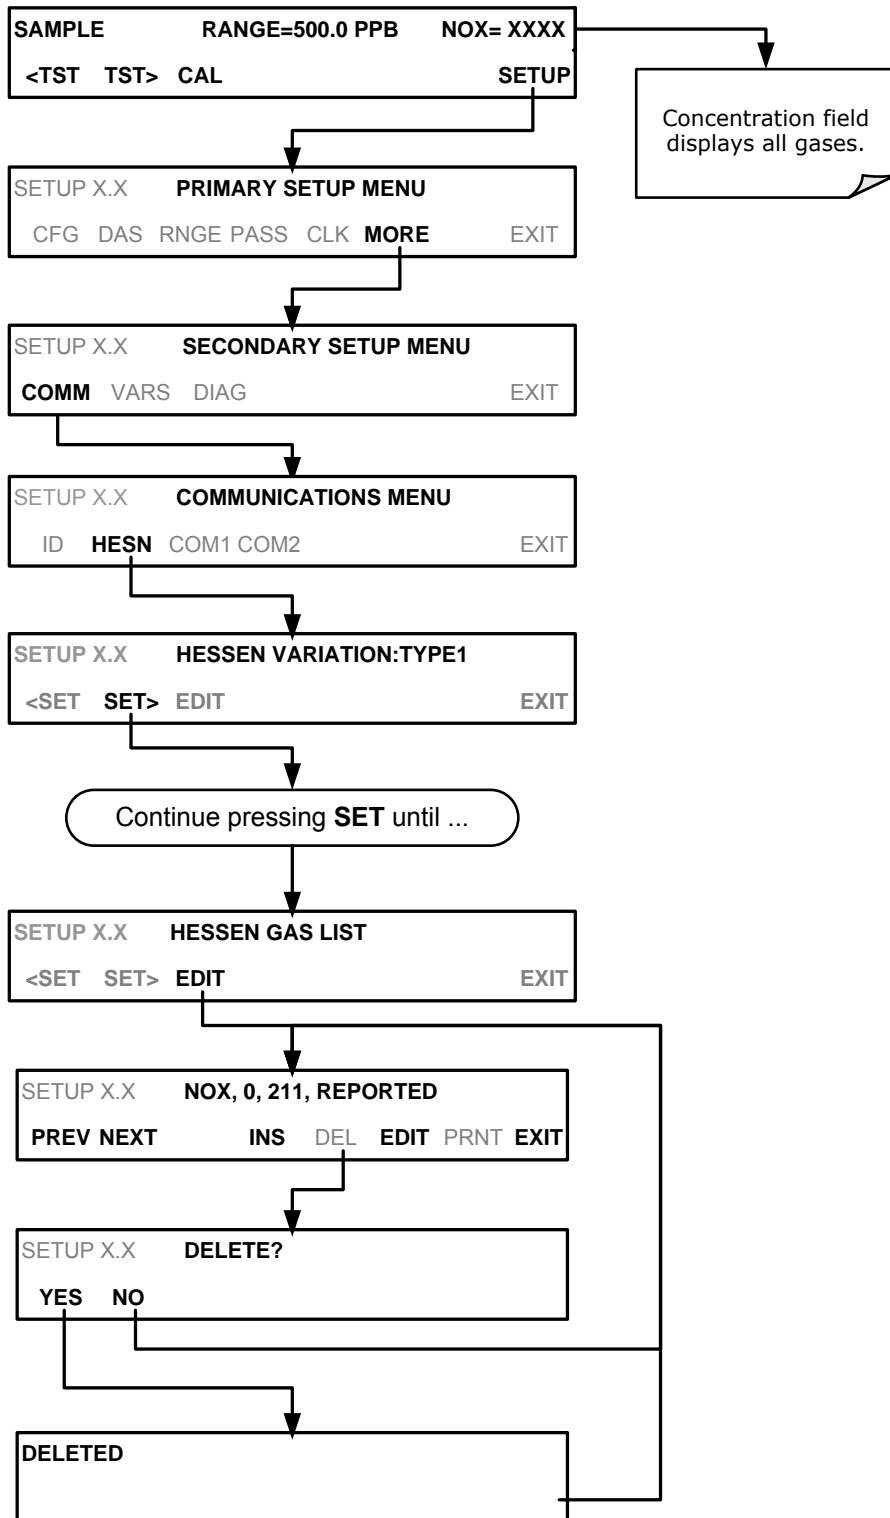 SAMPLE RANGE=500.0 PPB NOX= XXXX
<TST TST> CAL SETUP
Concentration field
displays all gases.
SETUP X.X PRIMARY SETUP MENU
CFG DAS RNGE PASS CLK MORE EXIT
SETUP X.X SECONDARY SETUP MENU
COMM VARS DIAG EXIT
SETUP X.X COMMUNICATIONS MENU
ID HESN COM1 COM2 EXIT
SETUP X.X HESSEN VARIATION:TYPE1
<SET SET> EDIT EXIT
Continue pressing SET until ...
SETUP X.X HESSEN GAS LIST
<SET SET> EDIT EXIT
SETUP X.X NOX, 0, 211, REPORTED
PREV NEXT INS DEL EDIT PRNT EXIT
SETUP X.X DELETE?
YES NO
DELETED